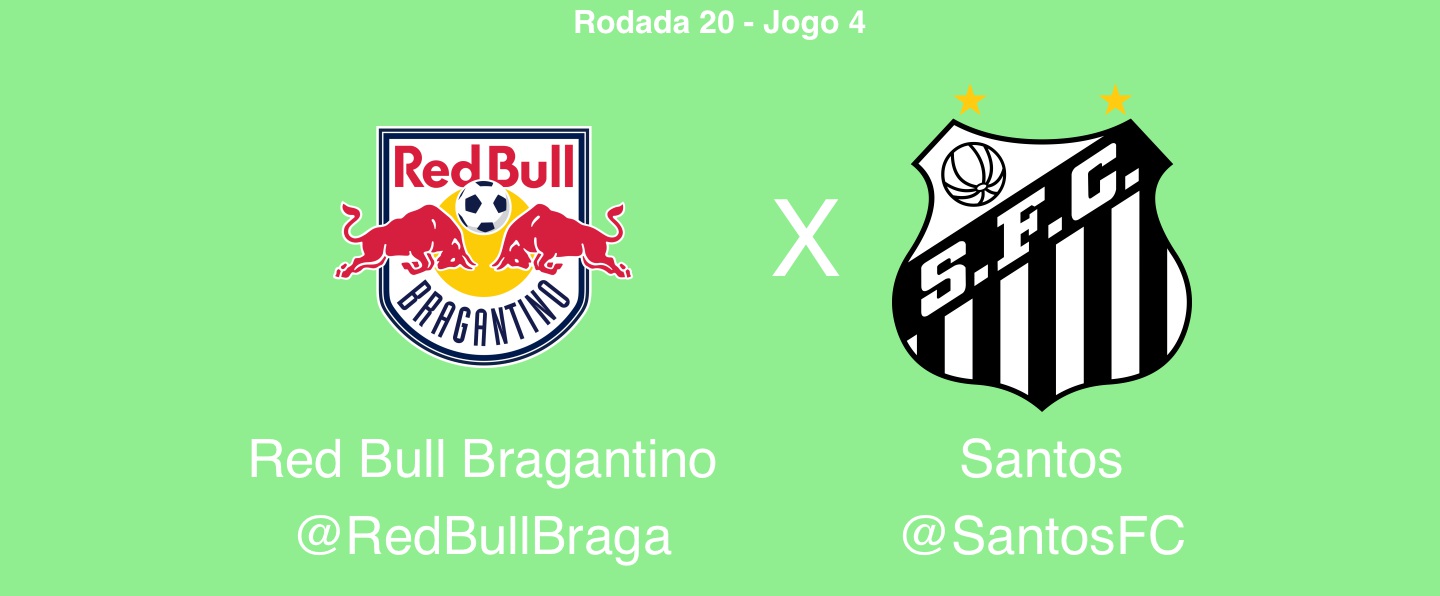 Rodada 20 - Jogo 4
Red Bull
BRAGANTINO
X
S.F.C.
Red Bull Bragantino
Santos
@RedBullBraga
@SantosFC